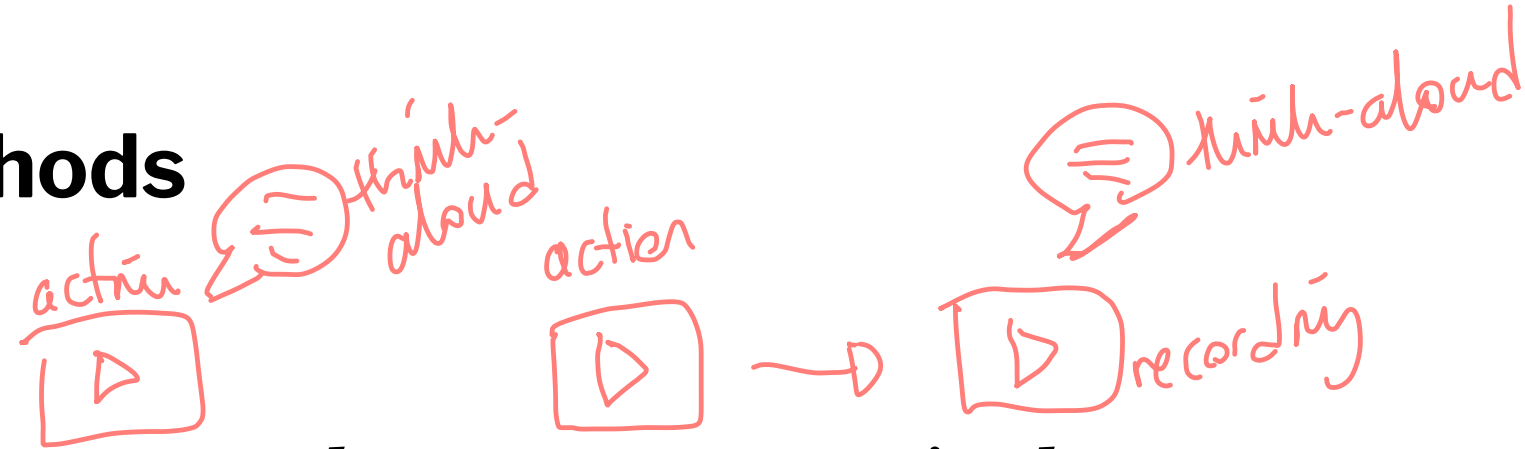 hods
think-
aloud
action
action
think-aloud
recording